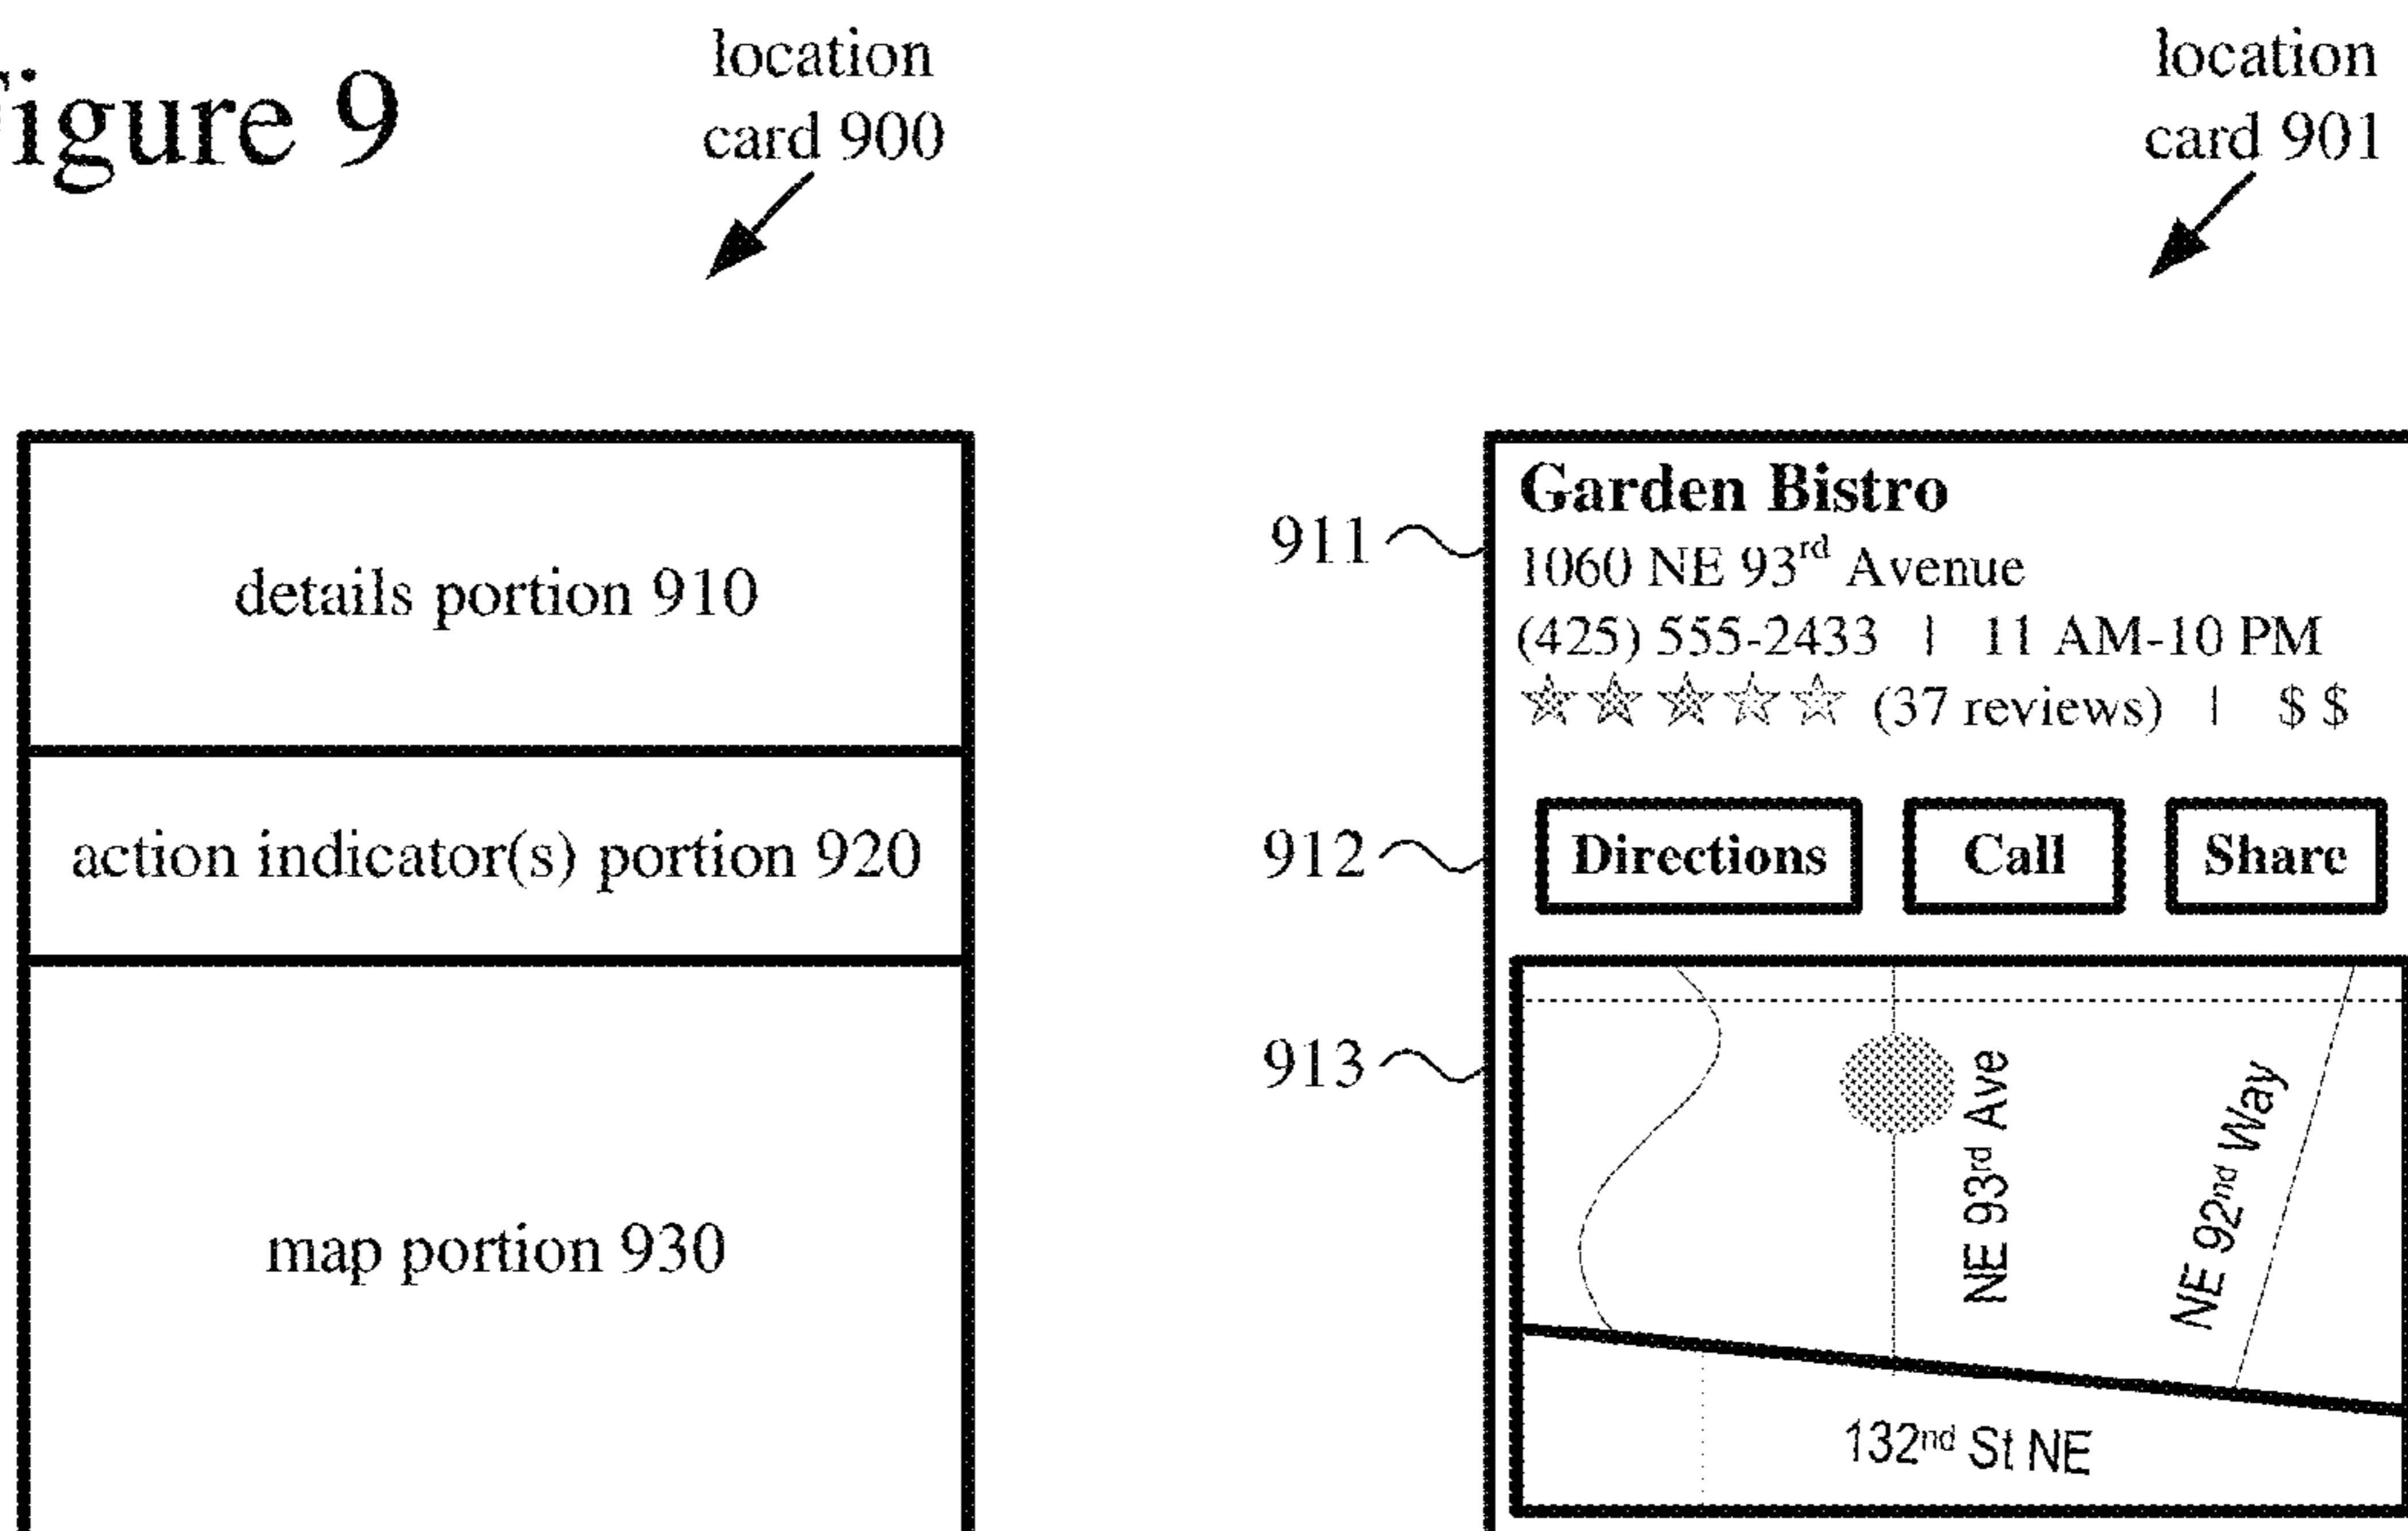 Figure 9
location
card 900
location
card 901
details portion 910
action indicator(s) portion 920
map portion 930
911
Garden Bistro
1060 NE 93rd Avenue
(425) 555-2433 | 11 AM-10 PM
(37 reviews) | $ $
912
Directions Call Share
913
NE 93rd Ave
NE 92nd Way
132nd St NE